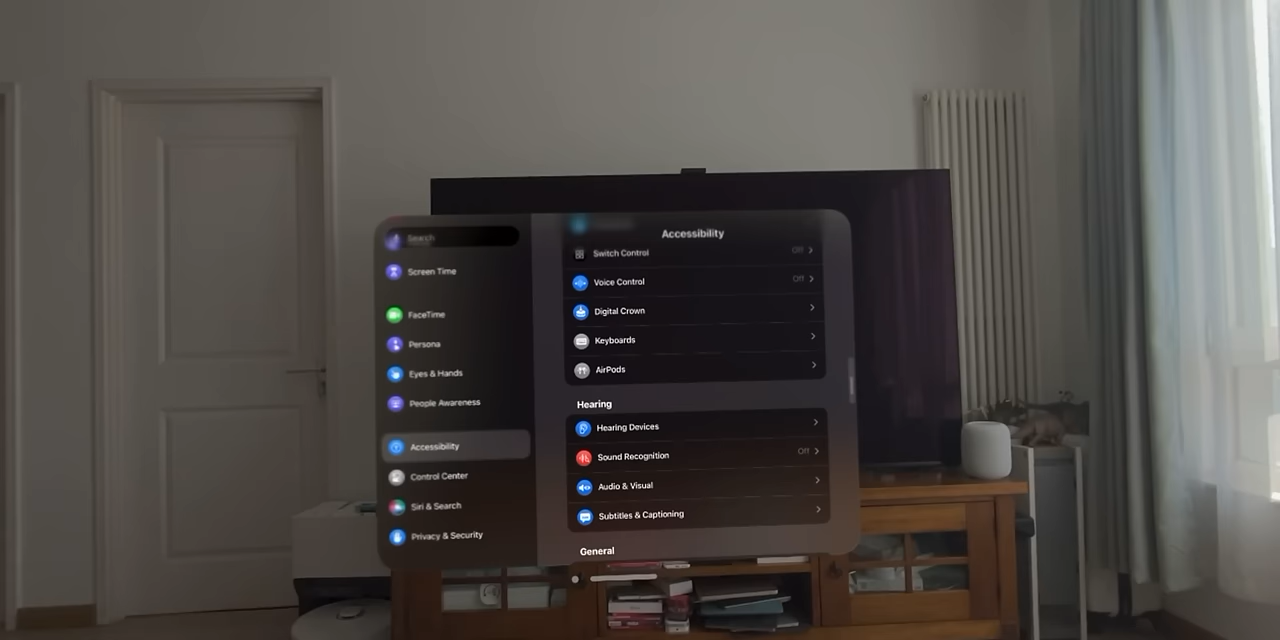 Search
Screen Time
FaceTime
Persona
Eyes & Hands
People Awareness
Accessibility
Control Center
Siri & Search
Privacy & Security
Accessibility
Switch Control Off
Voice Control Off
Digital Crown
Keyboards
AirPods
Hearing
Hearing Devices
Sound Recognition Off
Audio & Visual
Subtitles & Captioning
General